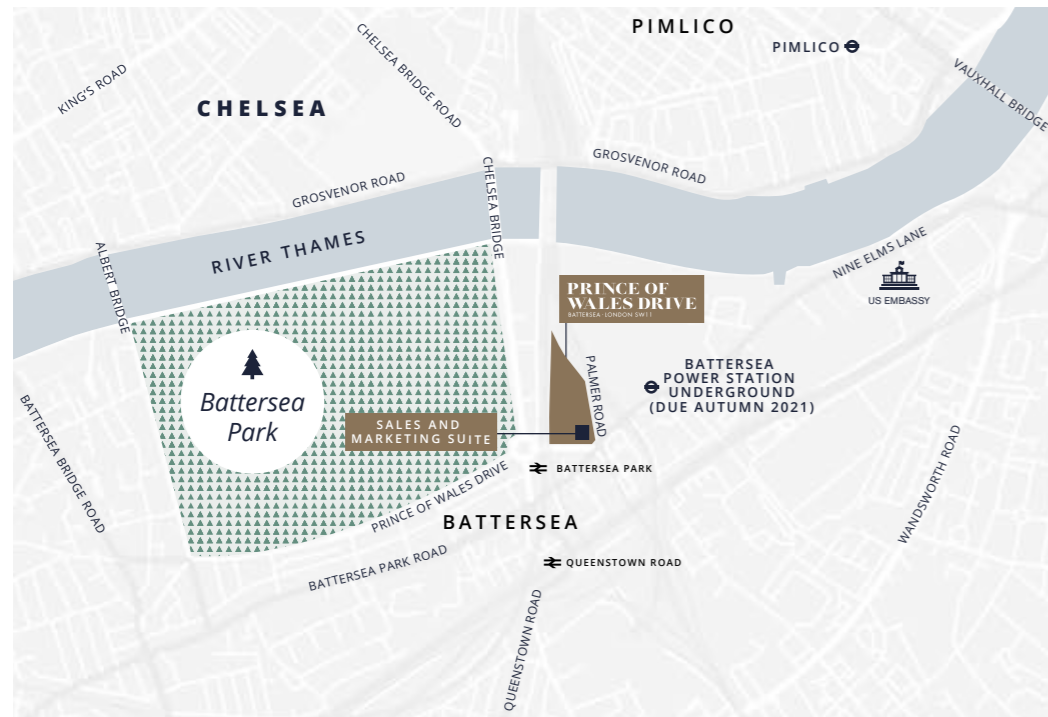 PIMLICO
PIMLICO
CHELSEA BRIDGE ROAD
KING'S ROAD
CHELSEA
VAUXHALL BRIDGE
GROSVENOR ROAD
GROSVENOR ROAD
CHELSEA BRIDGE
RIVER THAMES
ALBERT BRIDGE
NINE ELMS LANE
US EMBASSY
PRINCE OF
WALES DRIVE
BATTERSEA · LONDON SW11
PALMER ROAD
BATTERSEA
POWER STATION
UNDERGROUND
(DUE AUTUMN 2021)
Battersea
Park
SALES AND
MARKETING SUITE
BATTERSEA BRIDGE ROAD
WANDSWORTH ROAD
PRINCE OF WALES DRIVE
BATTERSEA PARK
BATTERSEA
BATTERSEA PARK ROAD
QUEENSTOWN ROAD
QUEENSTOWN ROAD